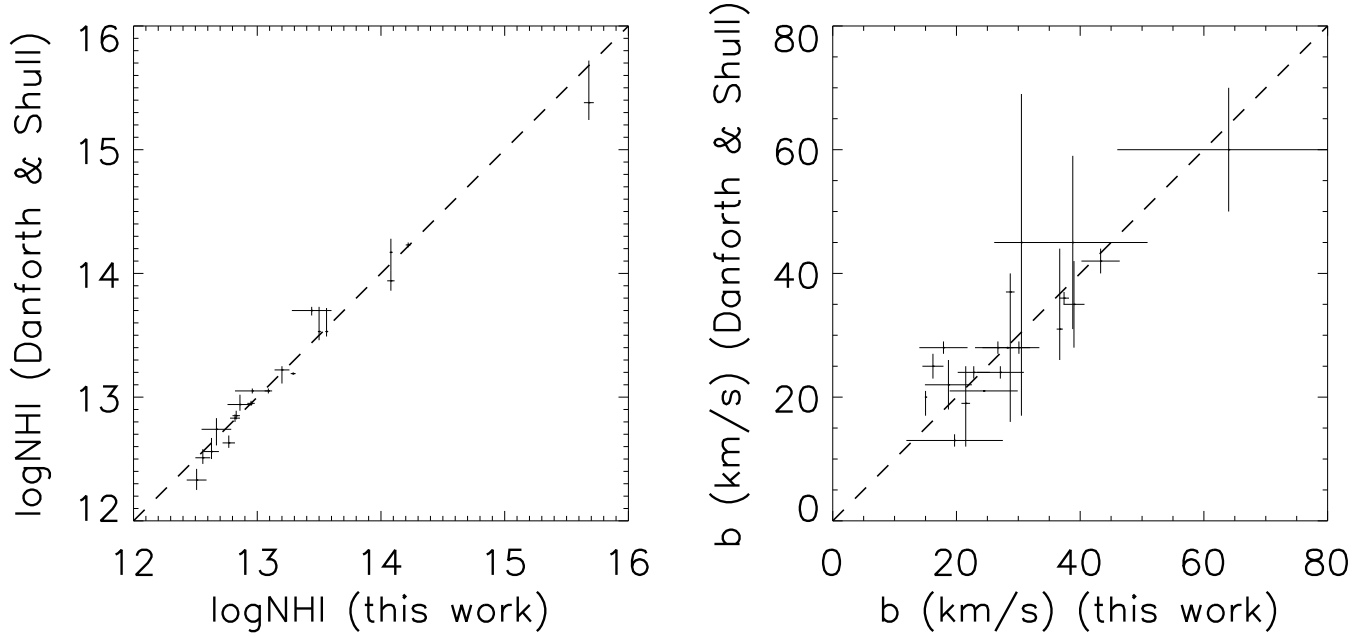 logNHI (Danforth & Shull)
16
15
14
13
12
12 13 14 15 16
logNHI (this work)
b (km/s) (Danforth & Shull)
80
60
40
20
0
0 20 40 60 80
b (km/s) (this work)